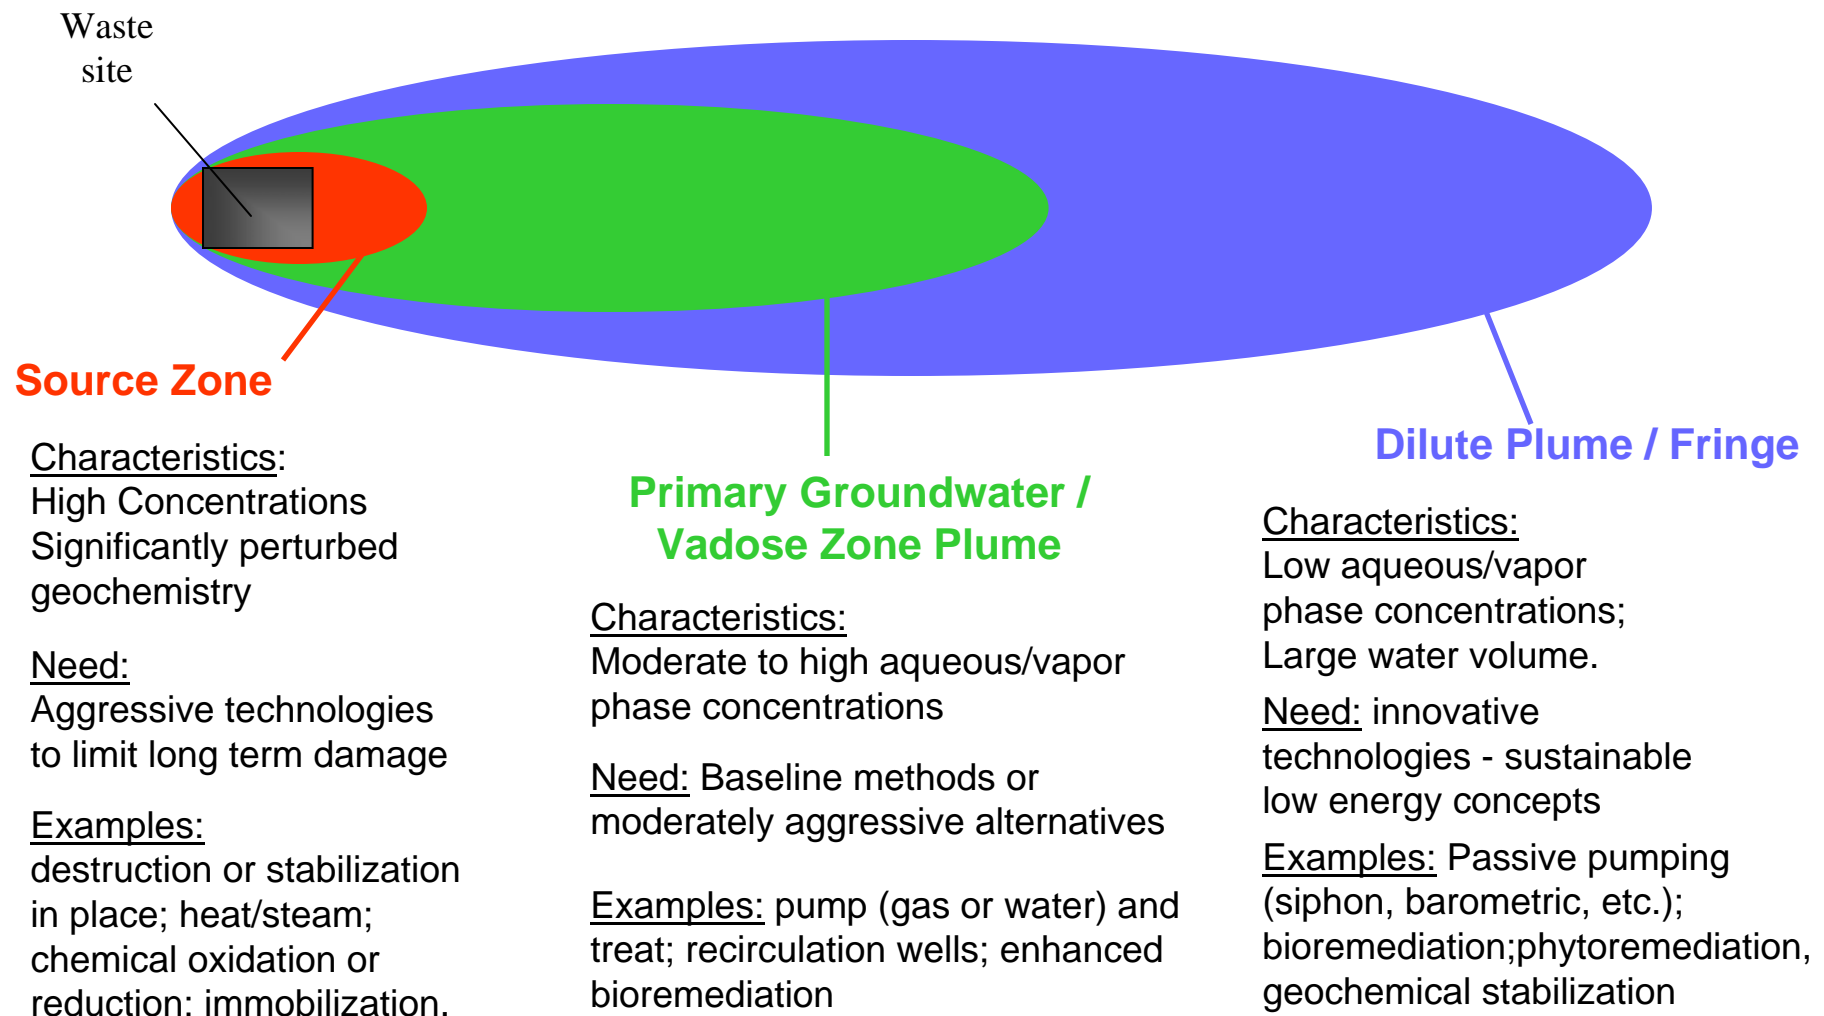 Waste
site
Source Zone
Characteristics:
High Concentrations
Significantly perturbed
geochemistry
Need:
Aggressive technologies
to limit long term damage
Examples:
destruction or stabilization
in place; heat/steam;
chemical oxidation or
reduction; immobilization.
Primary Groundwater /
Vadose Zone Plume
Characteristics:
Moderate to high aqueous/vapor
phase concentrations
Need: Baseline methods or
moderately aggressive alternatives
Examples: pump (gas or water) and
treat; recirculation wells; enhanced
bioremediation
Dilute Plume / Fringe
Characteristics:
Low aqueous/vapor
phase concentrations;
Large water volume.
Need: innovative
technologies - sustainable
low energy concepts
Examples: Passive pumping
(siphon, barometric, etc.);
bioremediation;phytoremediation,
geochemical stabilization